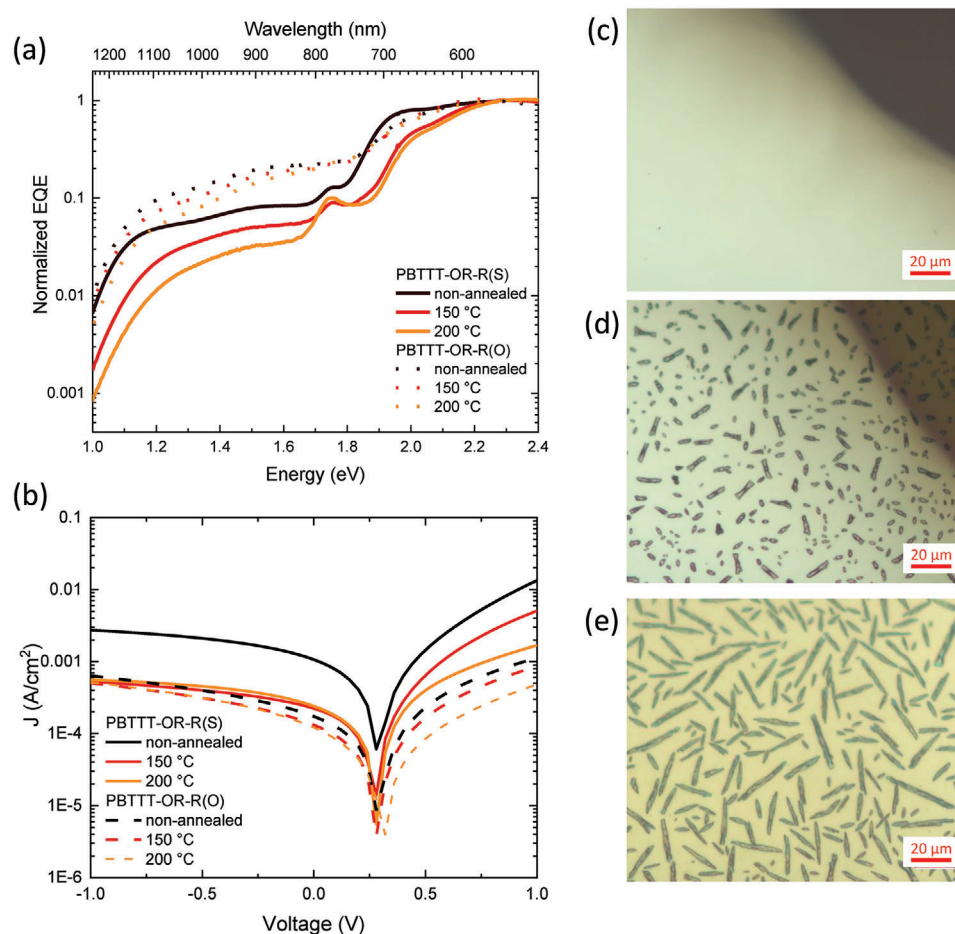 (a)
Wavelength (nm)
1200 1100 1000 900 800 700 600
Normalized EQE
1
0.1
0.01
0.001
PBTTT-OR-R(S)
non-annealed
150 °C
200 °C
PBTTT-OR-R(O)
non-annealed
150 °C
200 °C
1.0 1.2 1.4 1.6 1.8 2.0 2.2 2.4
Energy (eV)
(b)
J (A/cm²)
0.1
0.01
0.001
1E-4
1E-5
1E-6
PBTTT-OR-R(S)
non-annealed
150 °C
200 °C
PBTTT-OR-R(O)
non-annealed
150 °C
200 °C
-1.0 -0.5 0.0 0.5 1.0
Voltage (V)
(c)
20 µm
(d)
20 µm
(e)
20 µm